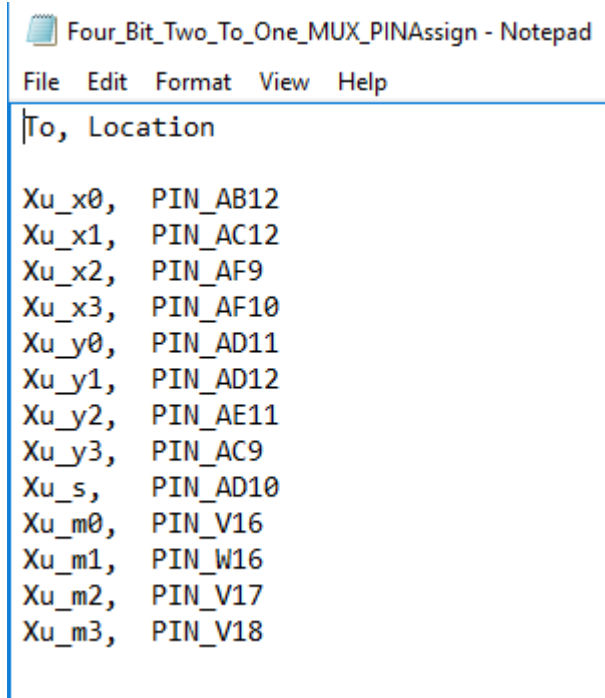 Four_Bit_Two_To_One_MUX_PINAssign - Notepad
File Edit Format View Help
To, Location
Xu_x0, PIN_AB12
Xu_x1, PIN_AC12
Xu_x2, PIN_AF9
Xu_x3, PIN_AF10
Xu_y0, PIN_AD11
Xu_y1, PIN_AD12
Xu_y2, PIN_AE11
Xu_y3, PIN_AC9
Xu_s, PIN_AD10
Xu_m0, PIN_V16
Xu_m1, PIN_W16
Xu_m2, PIN_V17
Xu_m3, PIN_V18